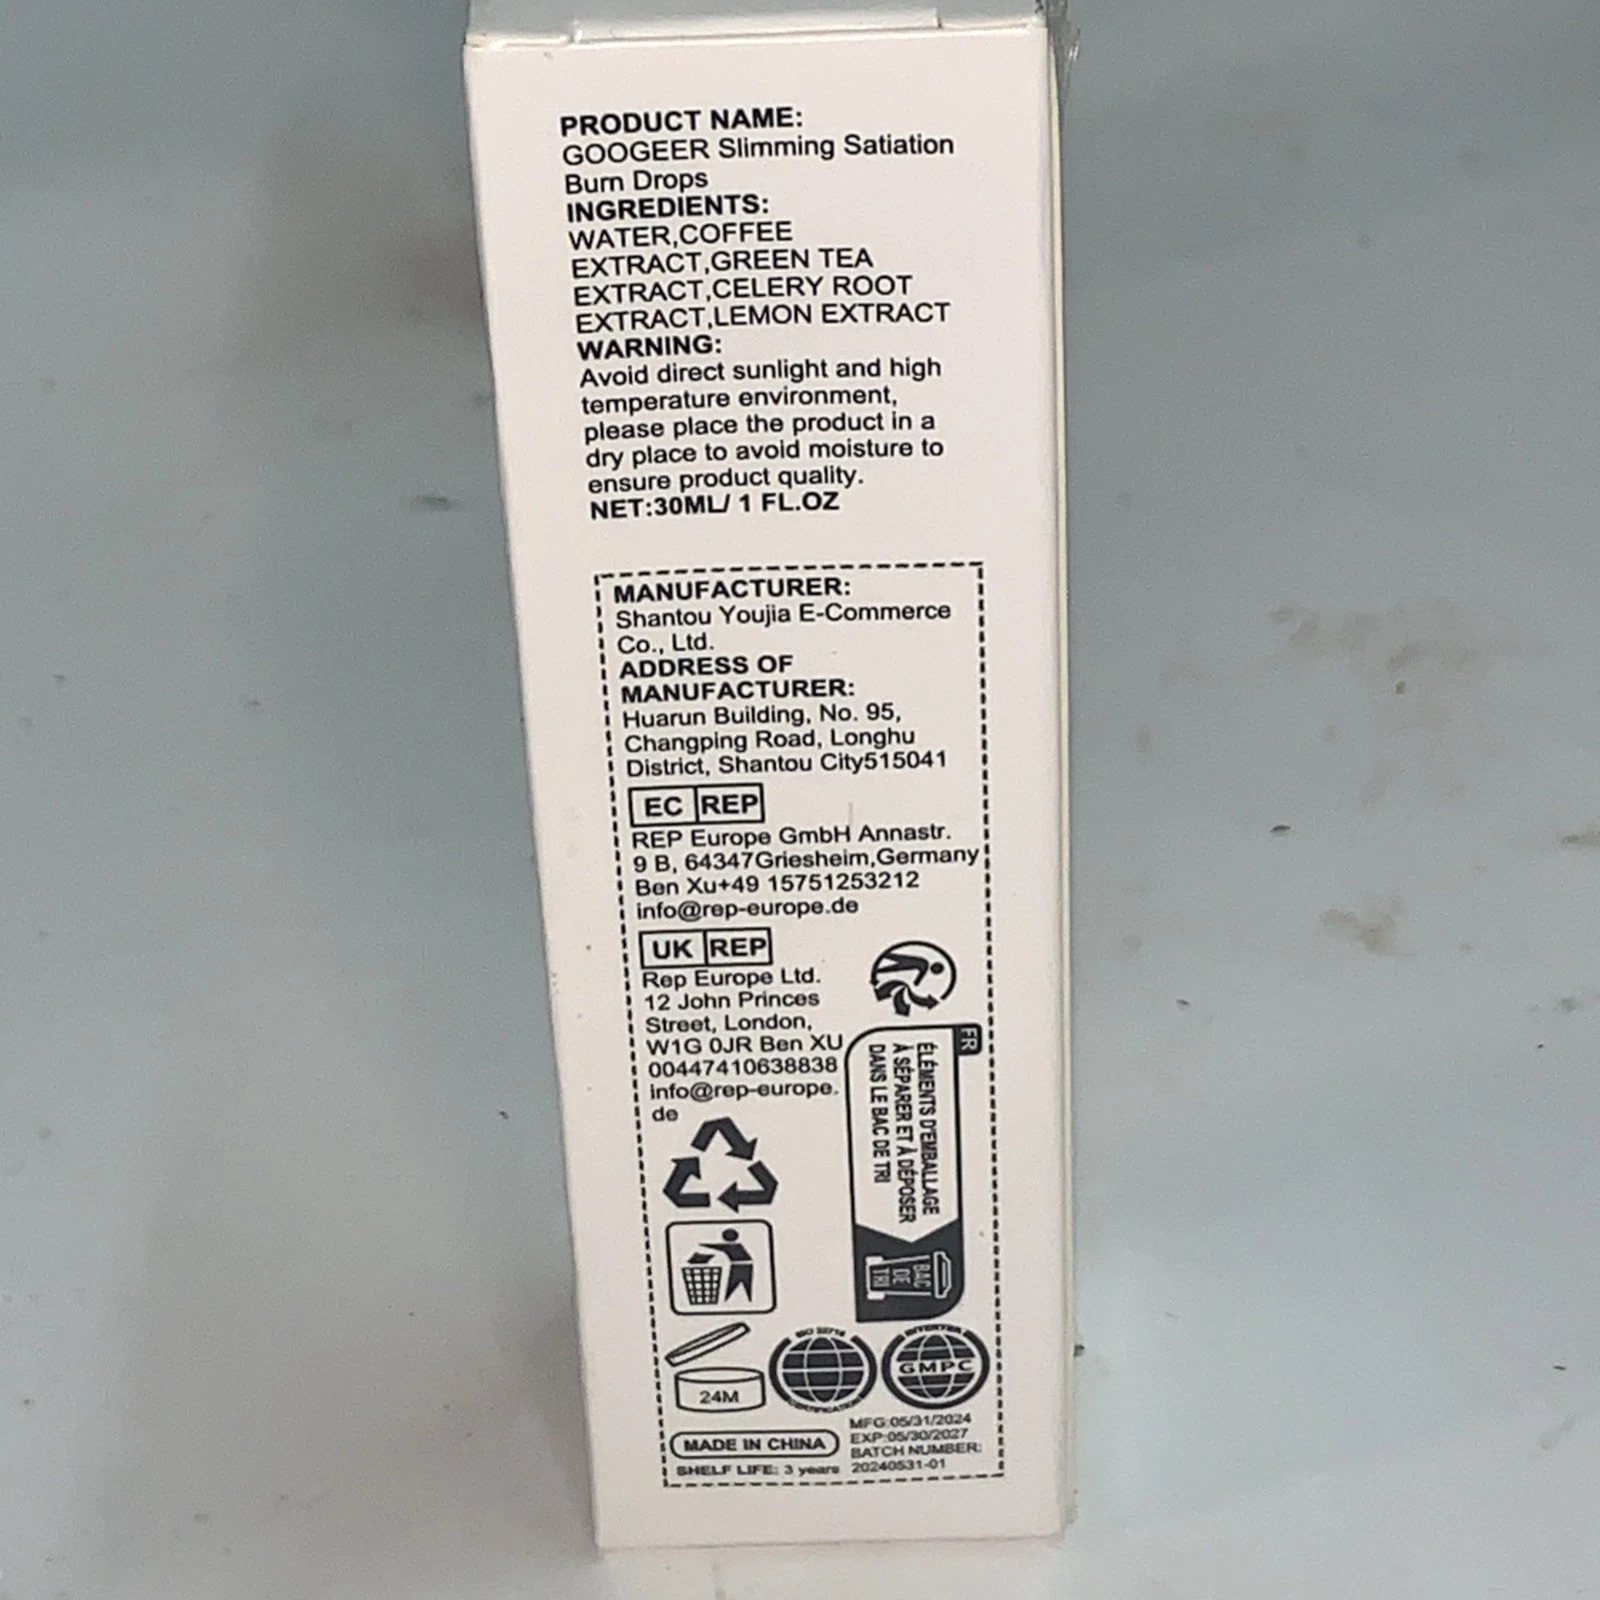 PRODUCT NAME:
GOOGEER Slimming Satiation
Burn Drops
INGREDIENTS:
WATER,COFFEE
EXTRACT,GREEN TEA
EXTRACT,CELERY ROOT
EXTRACT,LEMON EXTRACT
WARNING:
Avoid direct sunlight and high
temperature environment,
please place the product in a
dry place to avoid moisture to
ensure product quality.
NET:30ML/ 1 FL.OZ
MANUFACTURER:
Shantou Youjia E-Commerce
Co., Ltd.
ADDRESS OF
MANUFACTURER:
Huarun Building, No. 95,
Changping Road, Longhu
District, Shantou City515041
EC REP
REP Europe GmbH Annastr.
9 B, 64347Griesheim,Germany
Ben Xu+49 15751253212
info@rep-europe.de
UK REP
Rep Europe Ltd.
12 John Princes
Street, London,
W1G 0JR Ben XU
00447410638838
info@rep-europe.
de
FR
ÉLÉMENTS D'EMBALLAGE
À SÉPARER ET À DÉPOSER
DANS LE BAC DE TRI
BAC
DE
TRI
24M
CERTIFICATION
GMPC
MADE IN CHINA
SHELF LIFE: 3 years
MFG:05/31/2024
EXP:05/30/2027
BATCH NUMBER:
20240531-01